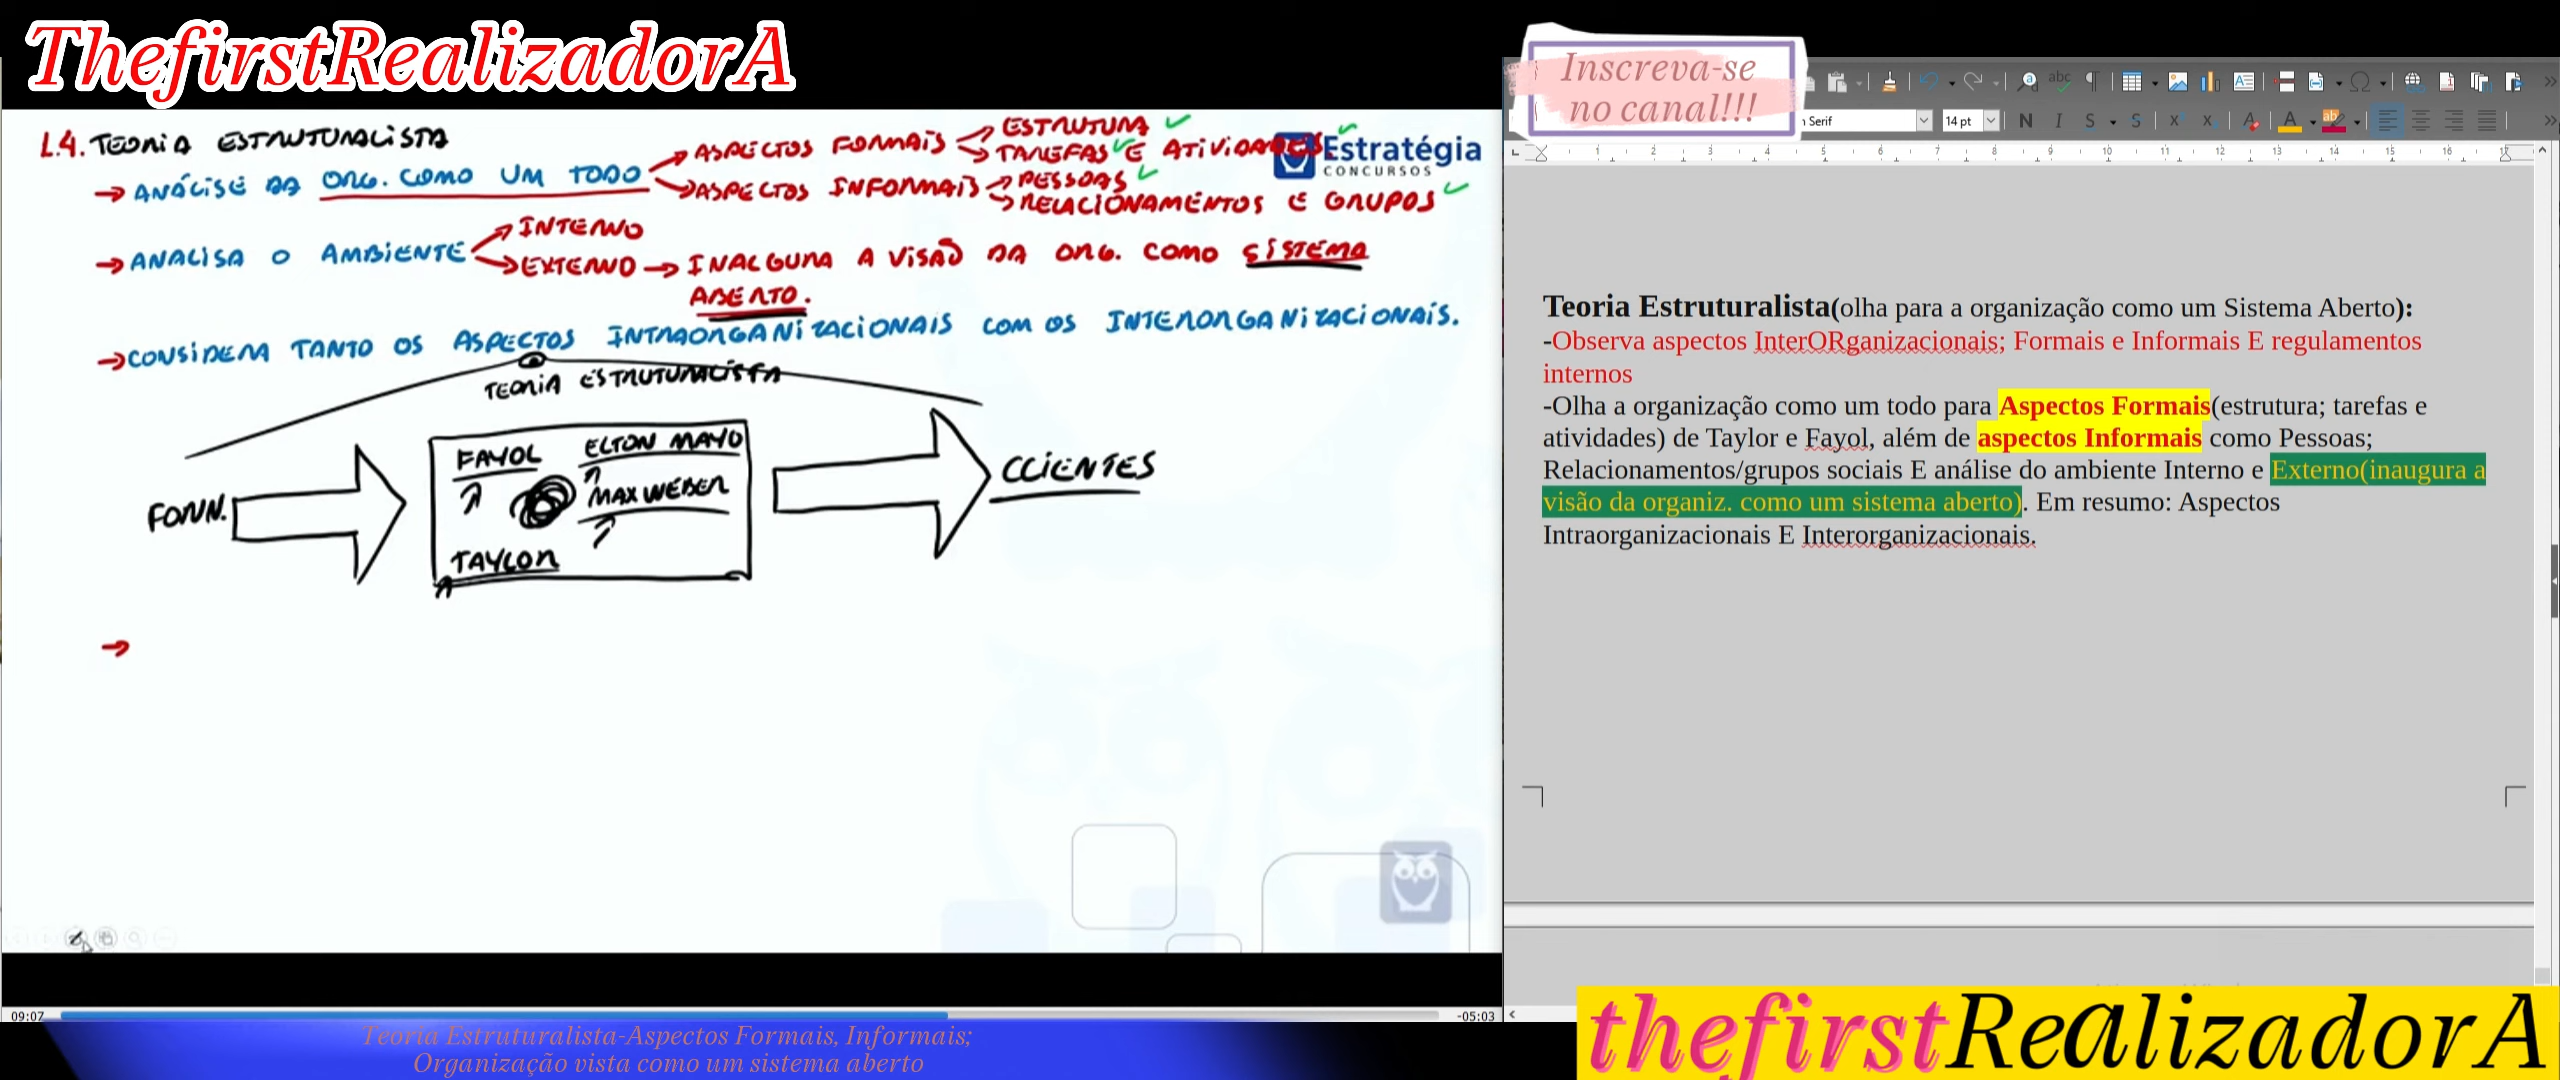 ThefirstRealizadorA
Inscreva-se
no canal!!!
Serif
14 pt
1.4. TEORIA ESTRUTURALISTA
→ ANÁLISE DA ORG. COMO UM TODO
ASPECTOS FORMAIS
ESTRUTURA
TAREFAS E ATIVIDADES
ASPECTOS INFORMAIS
PESSOAS
RELACIONAMENTOS E GRUPOS
Estratégia
CONCURSOS
→ ANALISA O AMBIENTE
INTERNO
EXTERNO → INAUGURA A VISÃO DA ORG. COMO SISTEMA
ABERTO.
→ CONSIDERA TANTO OS ASPECTOS INTRAORGANIZACIONAIS COM OS INTERORGANIZACIONAIS.
TEORIA ESTRUTURALISTA
FORN.
FAYOL
ELTON MAYO
MAX WEBER
TAYLOR
CLIENTES
Teoria Estruturalista(olha para a organização como um Sistema Aberto):
-Observa aspectos InterORganizacionais; Formais e Informais E regulamentos
internos
-Olha a organização como um todo para Aspectos Formais(estrutura; tarefas e
atividades) de Taylor e Fayol, além de aspectos Informais como Pessoas;
Relacionamentos/grupos sociais E análise do ambiente Interno e Externo(inaugura a
visão da organiz. como um sistema aberto). Em resumo: Aspectos
Intraorganizacionais E Interorganizacionais.
09:07
-05:03
Teoria Estruturalista-Aspectos Formais, Informais;
Organização vista como um sistema aberto
thefirstRealizadorA